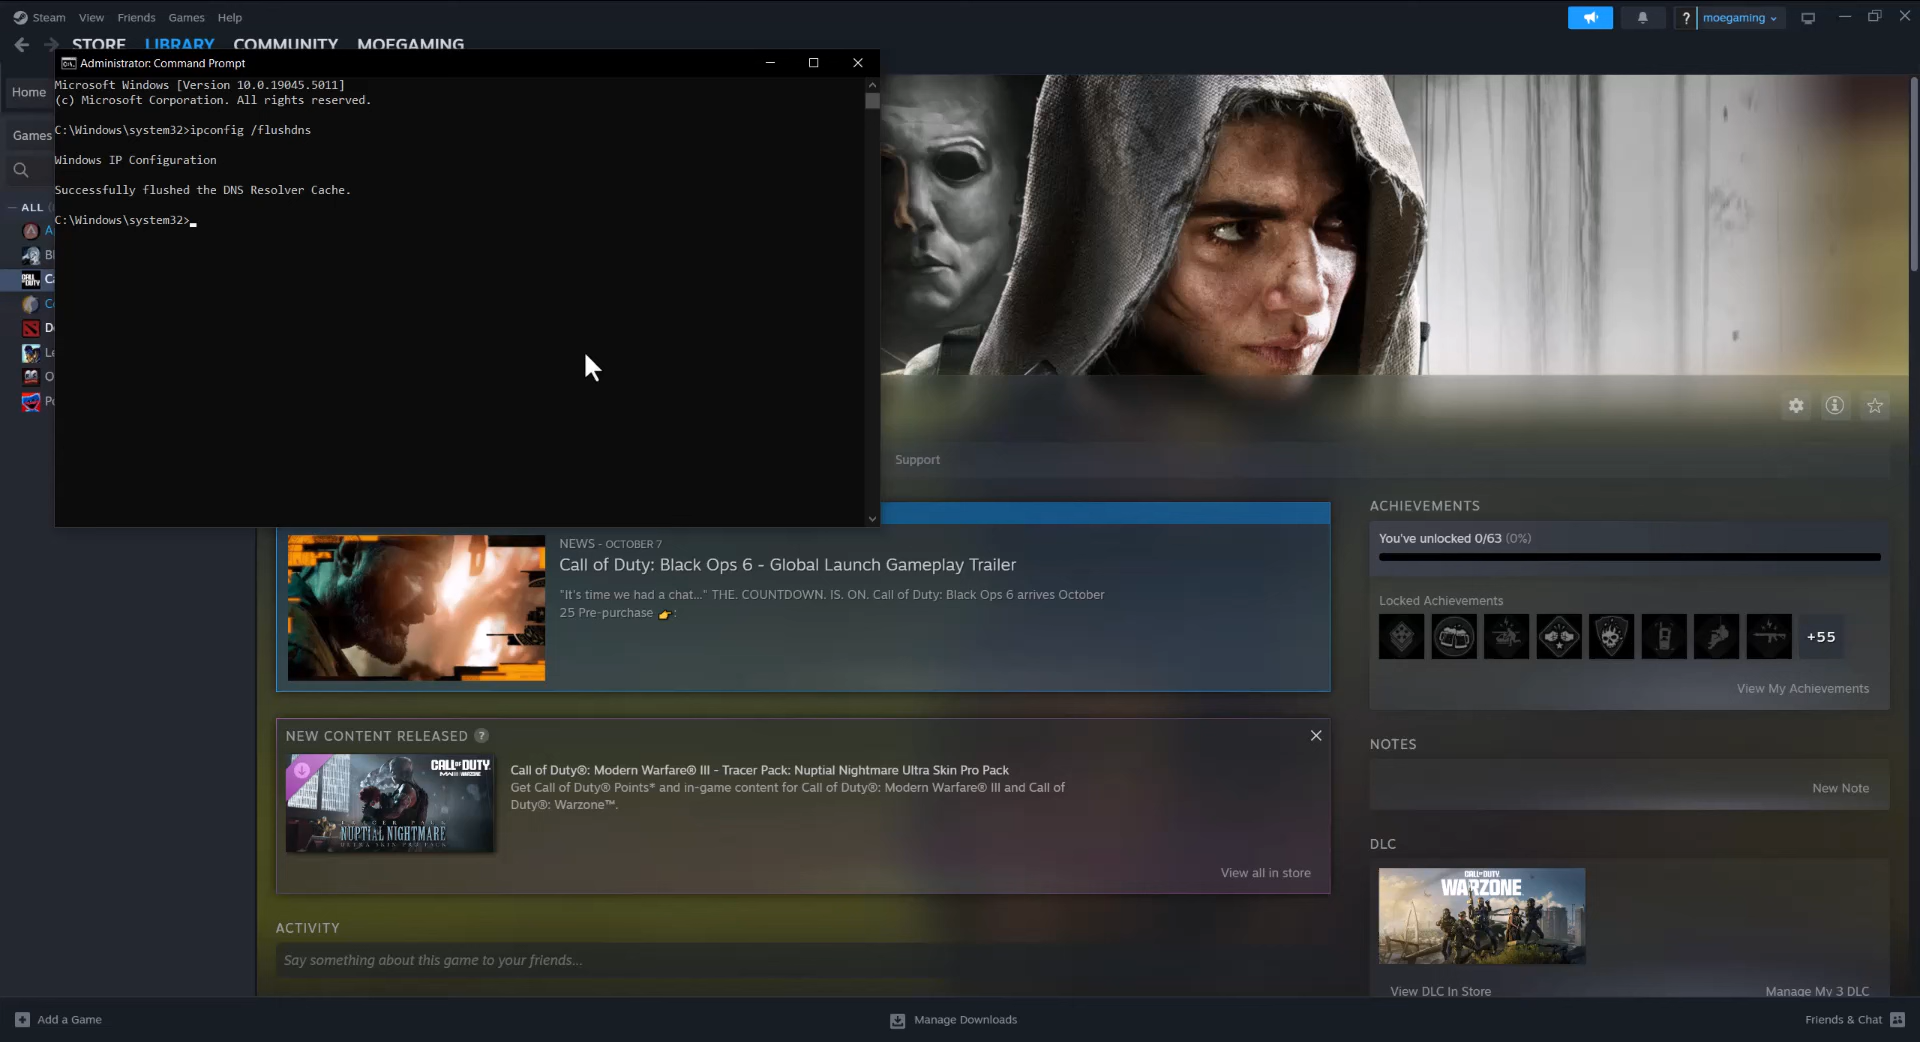 Steam View Friends Games Help
? moegaming
STORE LIBRARY COMMUNITY MOEGAMING
Administrator: Command Prompt
Microsoft Windows [Version 10.0.19045.5011]
(c) Microsoft Corporation. All rights reserved.
C:\Windows\system32>ipconfig /flushdns
Windows IP Configuration
Successfully flushed the DNS Resolver Cache.
C:\Windows\system32>
Home
Games
ALL
Support
NEWS - OCTOBER 7
Call of Duty: Black Ops 6 - Global Launch Gameplay Trailer
"It's time we had a chat..." THE. COUNTDOWN. IS. ON. Call of Duty: Black Ops 6 arrives October
25 Pre-purchase 👉:
NEW CONTENT RELEASED ?
CALL OF DUTY
NUPTIAL NIGHTMARE
ULTRA SKIN PRO PACK
Call of Duty®: Modern Warfare® III - Tracer Pack: Nuptial Nightmare Ultra Skin Pro Pack
Get Call of Duty® Points* and in-game content for Call of Duty®: Modern Warfare® III and Call of
Duty®: Warzone™.
View all in store
ACTIVITY
Say something about this game to your friends...
ACHIEVEMENTS
You've unlocked 0/63 (0%)
Locked Achievements
+55
View My Achievements
NOTES
New Note
DLC
CALL OF DUTY
WARZONE
View DLC In Store
Manage My 3 DLC
Add a Game
Manage Downloads
Friends & Chat